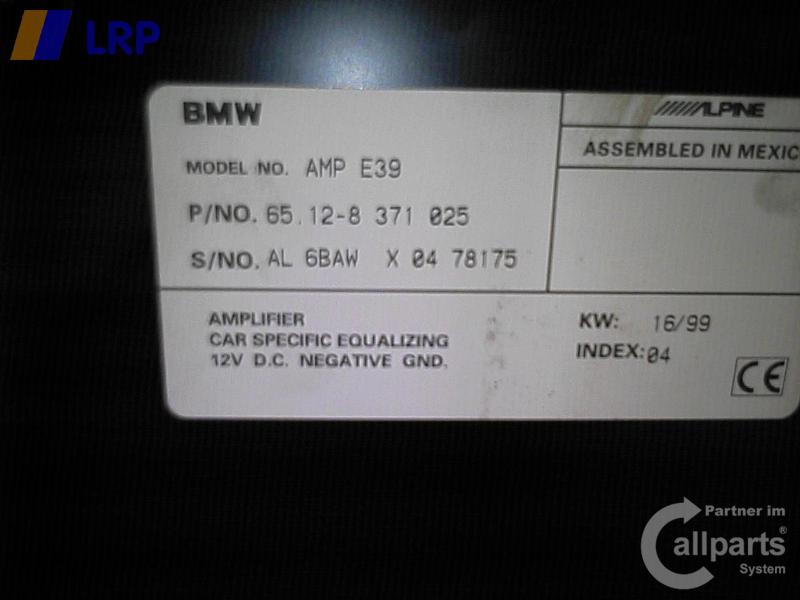 LRP
BMW
ALPINE
MODEL NO. AMP E39
ASSEMBLED IN MEXIC
P/NO. 65.12-8 371 025
S/NO. AL 6BAW X 04 78175
AMPLIFIER
CAR SPECIFIC EQUALIZING
12V D.C. NEGATIVE GND.
KW: 16/99
INDEX: 04
CE
Partner im
Callparts®
System